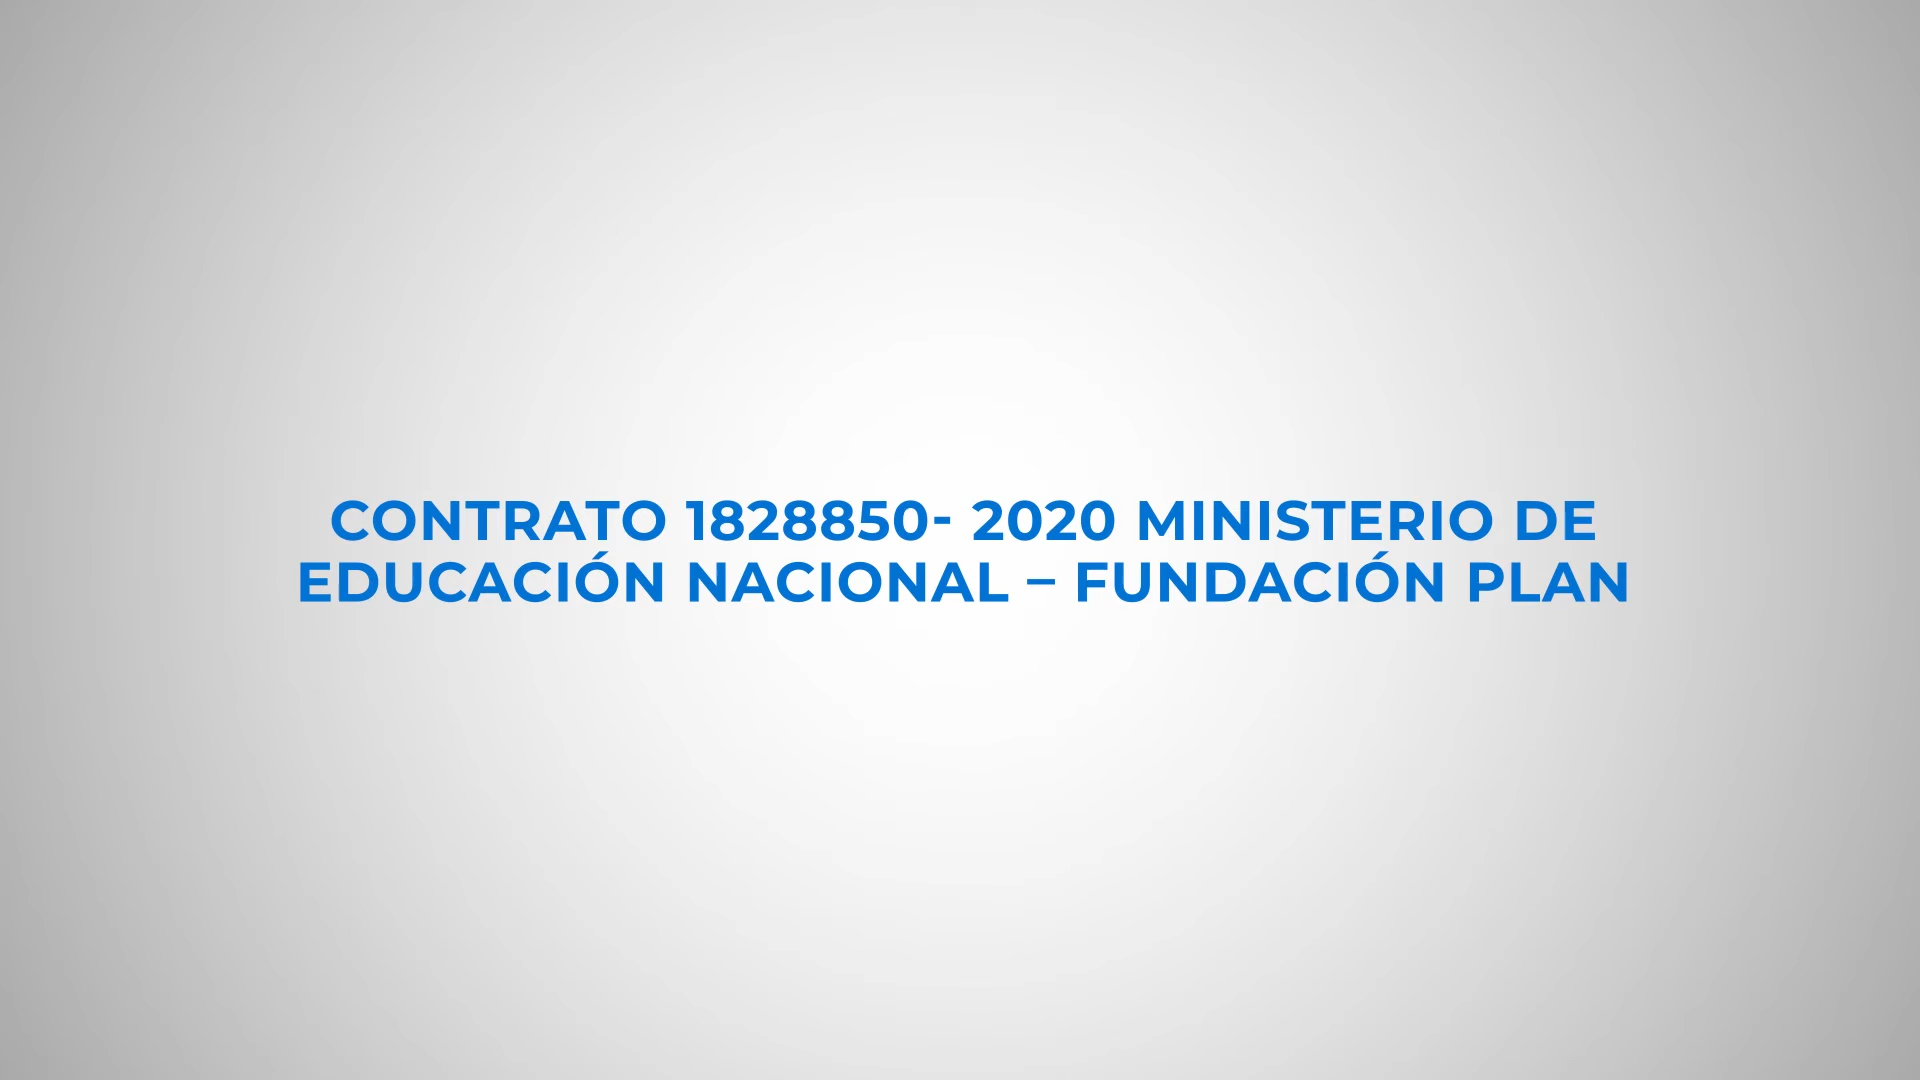 CONTRATO 1828850- 2020 MINISTERIO DE
EDUCACIÓN NACIONAL – FUNDACIÓN PLAN